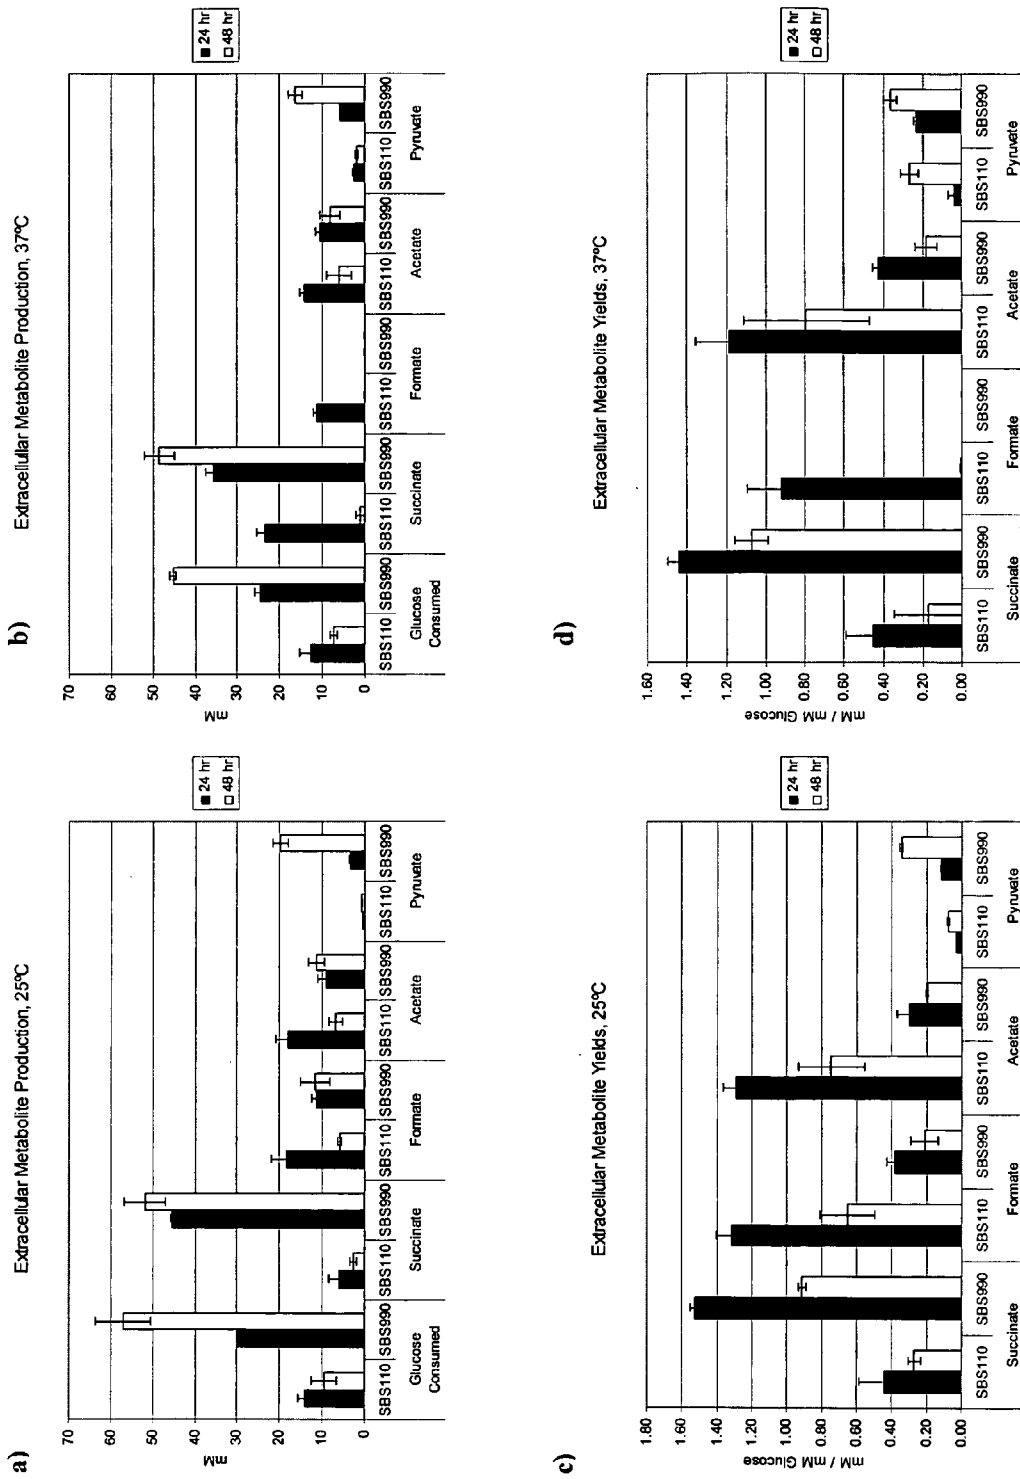 a)
Extracellular Metabolite Production, 25ºC
70
60
50
40
30
20
10
0
mM
SBS110 SBS990 SBS110 SBS990 SBS110 SBS990 SBS110 SBS990 SBS110 SBS990
Glucose Consumed
Succinate
Formate
Acetate
Pyruvate
24 hr
48 hr
b)
Extracellullar Metabolite Production, 37ºC
70
60
50
40
30
20
10
0
mM
SBS110 SBS990 SBS110 SBS990 SBS110 SBS990 SBS110 SBS990 SBS110 SBS990
Glucose Consumed
Succinate
Formate
Acetate
Pyruvate
24 hr
48 hr
c)
Extracellular Metabolite Yields, 25ºC
1.80
1.60
1.40
1.20
1.00
0.80
0.60
0.40
0.20
0.00
mM / mM Glucose
SBS110 SBS990 SBS110 SBS990 SBS110 SBS990 SBS110 SBS990
Succinate
Formate
Acetate
Pyruvate
24 hr
48 hr
d)
Extracellular Metabolite Yields, 37ºC
1.60
1.40
1.20
1.00
0.80
0.60
0.40
0.20
0.00
mM / mM Glucose
SBS110 SBS990 SBS110 SBS990 SBS110 SBS990 SBS110 SBS990
Succinate
Formate
Acetate
Pyruvate
24 hr
48 hr